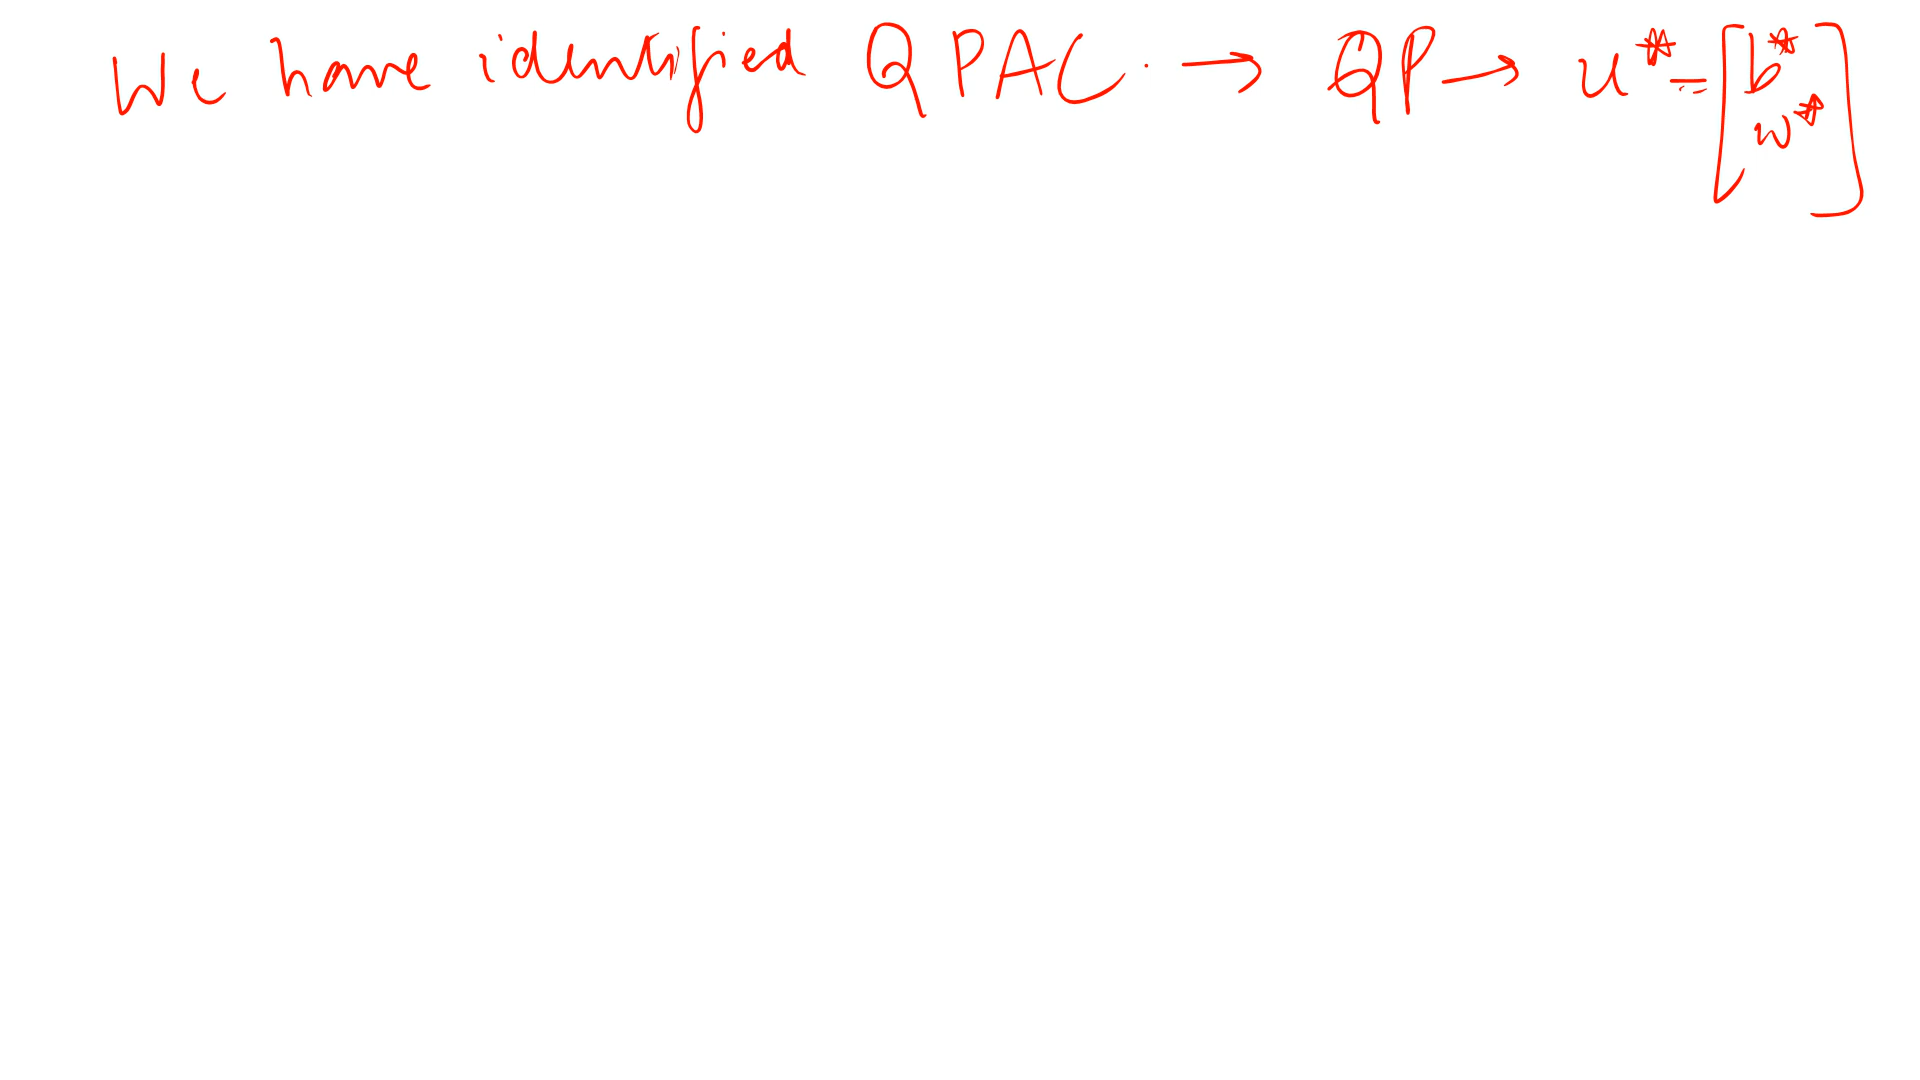 We have identified QPAC. → QP → u* = [b* w*]